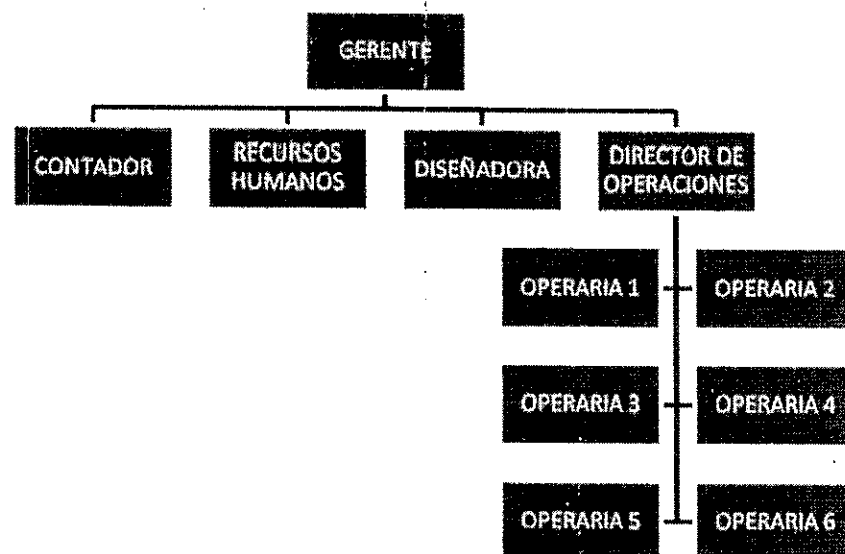 GERENTE
CONTADOR
RECURSOS
HUMANOS
DISEÑADORA
DIRECTOR DE
OPERACIONES
OPERARIA 1
OPERARIA 2
OPERARIA 3
OPERARIA 4
OPERARIA 5
OPERARIA 6